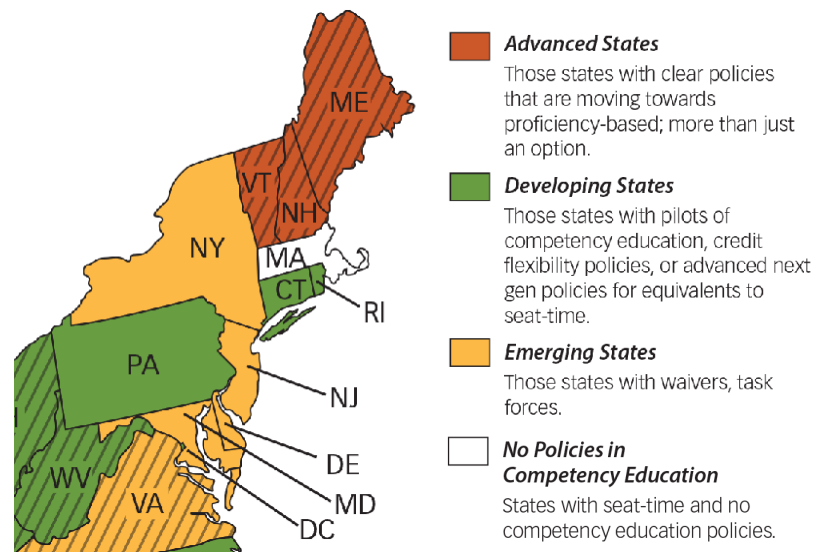 ME
VT
NH
NY
MA
CT
RI
PA
NJ
DE
WV
MD
VA
DC
Advanced States
Those states with clear policies
that are moving towards
proficiency-based; more than just
an option.
Developing States
Those states with pilots of
competency education, credit
flexibility policies, or advanced next
gen policies for equivalents to
seat-time.
Emerging States
Those states with waivers, task
forces.
No Policies in
Competency Education
States with seat-time and no
competency education policies.